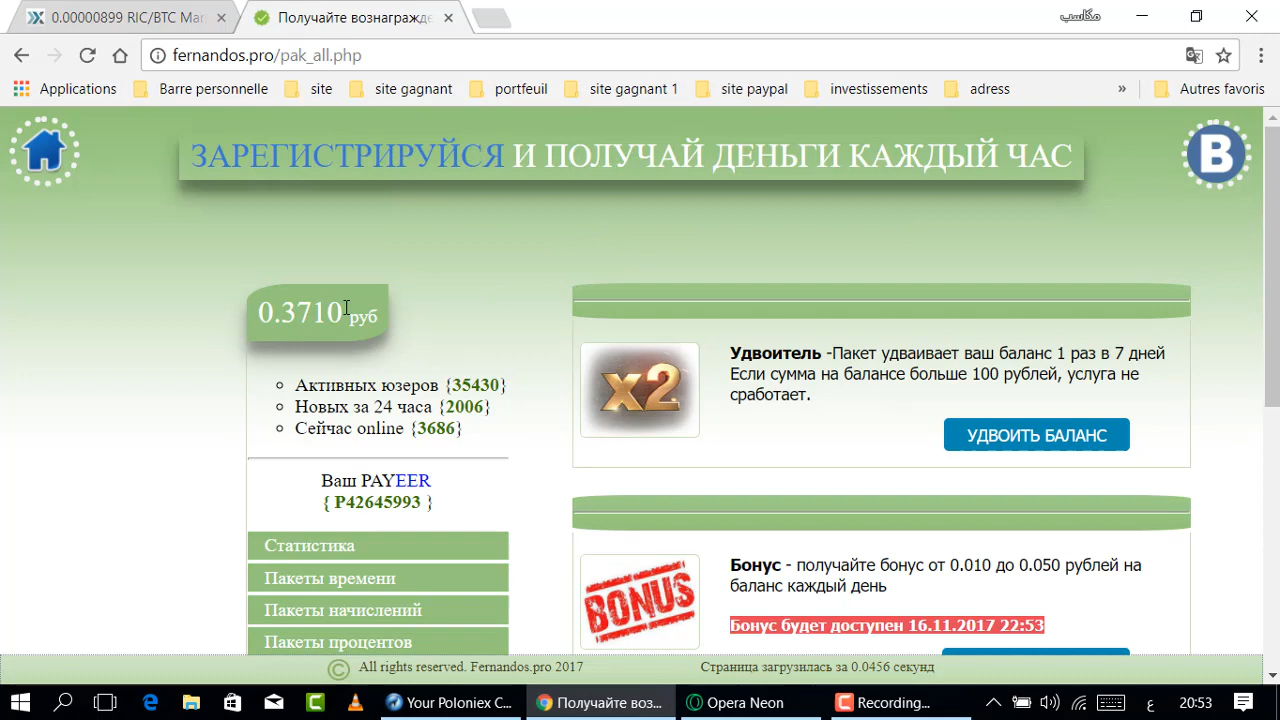 0.00000899 RIC/BTC Mar
Получайте вознагражде
مكاسب
fernandos.pro/pak_all.php
Applications
Barre personnelle
site
site gagnant
portfeuil
site gagnant 1
site paypal
investissements
adress
»
Autres favoris
ЗАРЕГИСТРИРУЙСЯ И ПОЛУЧАЙ ДЕНЬГИ КАЖДЫЙ ЧАС
B
0.3710 руб
Активных юзеров {35430}
Новых за 24 часа {2006}
Сейчас online {3686}
Ваш PAYEER
{ P42645993 }
Статистика
Пакеты времени
Пакеты начислений
Пакеты процентов
x2
Удвоитель -Пакет удваивает ваш баланс 1 раз в 7 дней
Если сумма на балансе больше 100 рублей, услуга не
сработает.
УДВОИТЬ БАЛАНС
BONUS
Бонус - получайте бонус от 0.010 до 0.050 рублей на
баланс каждый день
Бонус будет доступен 16.11.2017 22:53
© All rights reserved. Fernandos.pro 2017
Страница загрузилась за 0.0456 секунд
Your Poloniex C...
Получайте воз...
Opera Neon
Recording...
ع
20:53